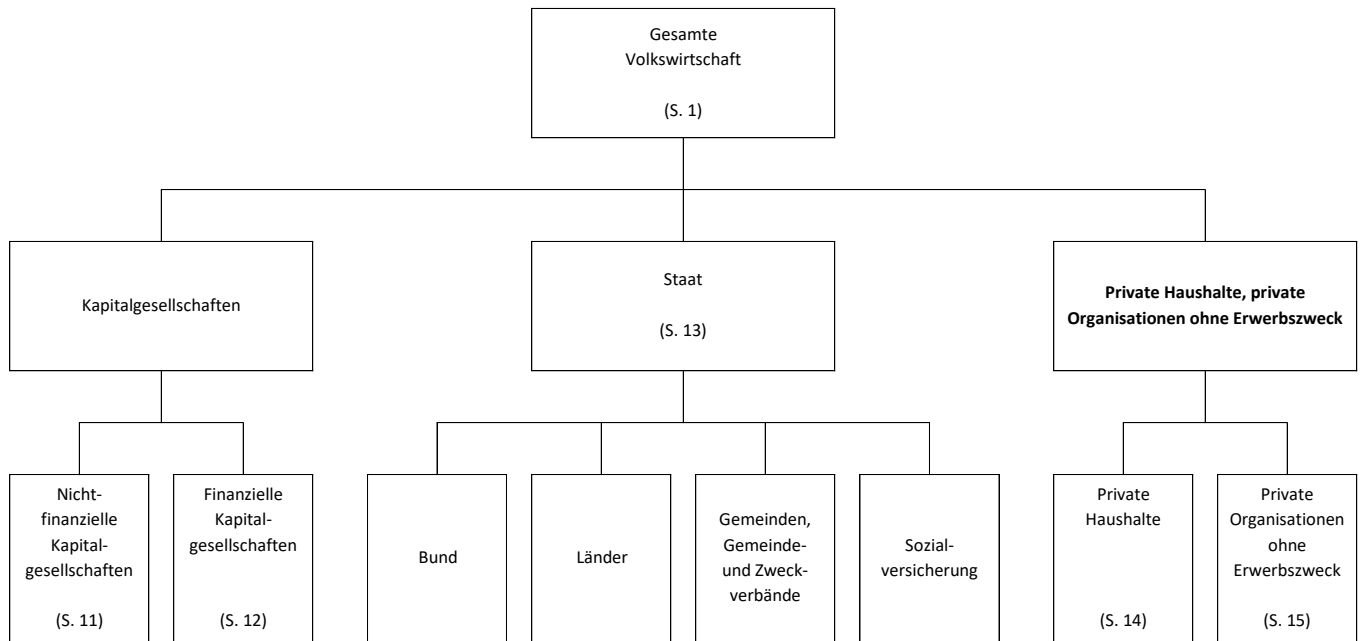 Gesamte
Volkswirtschaft
(S. 1)
Kapitalgesellschaften
Staat
(S. 13)
Private Haushalte, private
Organisationen ohne Erwerbszweck
Nicht-
finanzielle
Kapital-
gesellschaften
(S. 11)
Finanzielle
Kapital-
gesellschaften
(S. 12)
Bund
Länder
Gemeinden,
Gemeinde-
und Zweck-
verbände
Sozial-
versicherung
Private
Haushalte
(S. 14)
Private
Organisationen
ohne
Erwerbszweck
(S. 15)